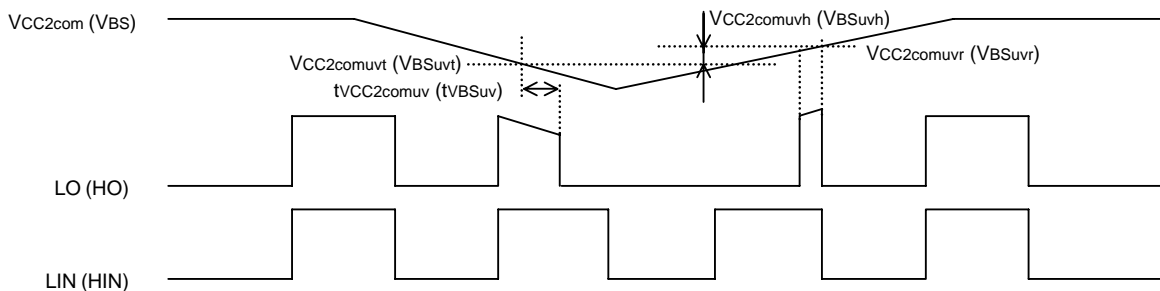 VCC2com (VBS)
VCC2comuvh (VBSuvh)
VCC2comuvr (VBSuvr)
VCC2comuvt (VBSuvt)
tVCC2comuv (tVBSuv)
LO (HO)
LIN (HIN)